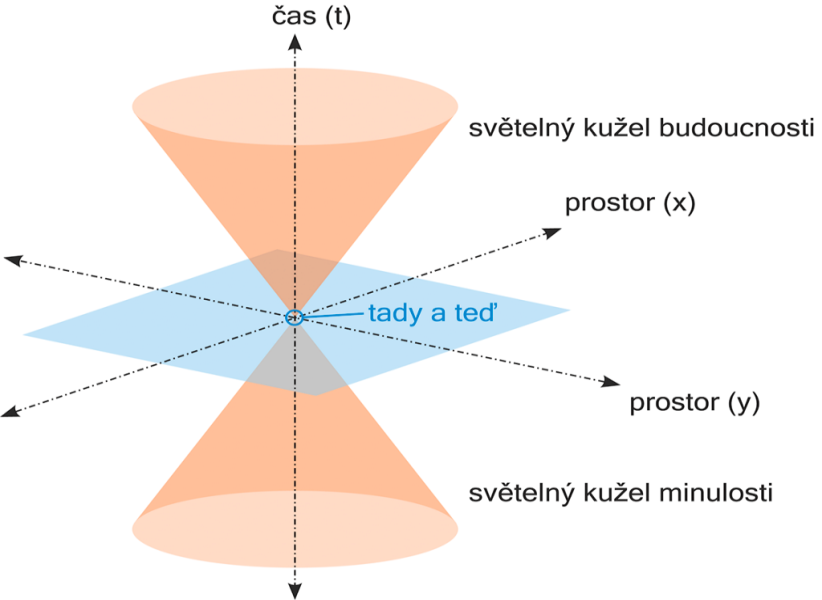 čas (t)
světelný kužel budoucnosti
prostor (x)
tady a teď
prostor (y)
světelný kužel minulosti